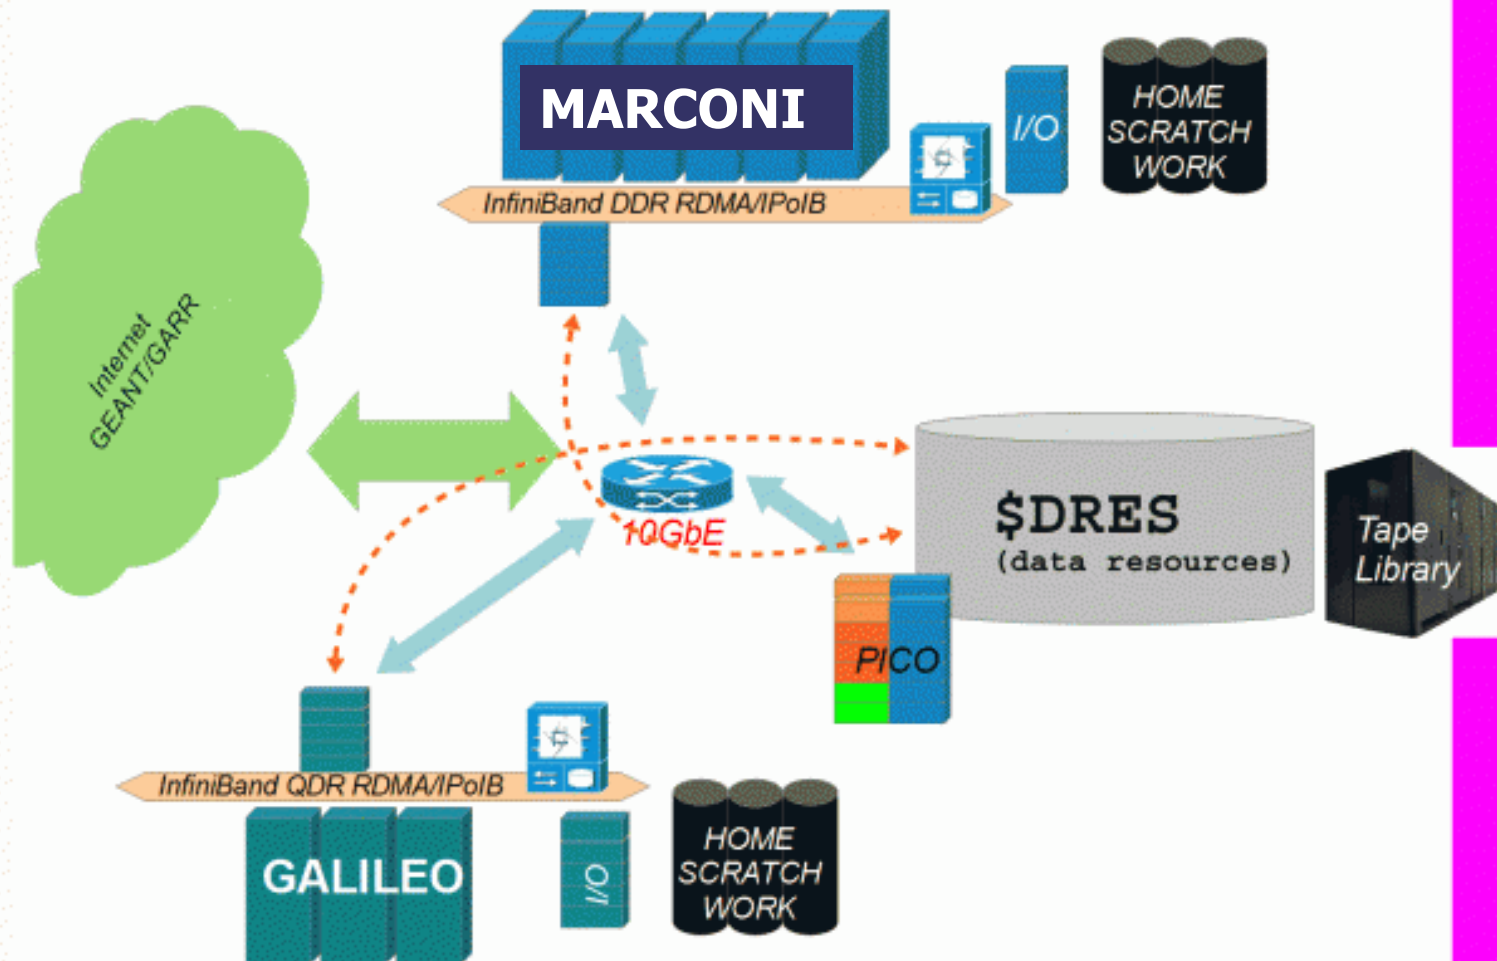 MARCONI
I/O
HOME
SCRATCH
WORK
InfiniBand DDR RDMA/IPoIB
Internet
GEANT/GARR
10GbE
$DRES
(data resources)
Tape
Library
PICO
InfiniBand QDR RDMA/IPoIB
GALILEO
I/O
HOME
SCRATCH
WORK